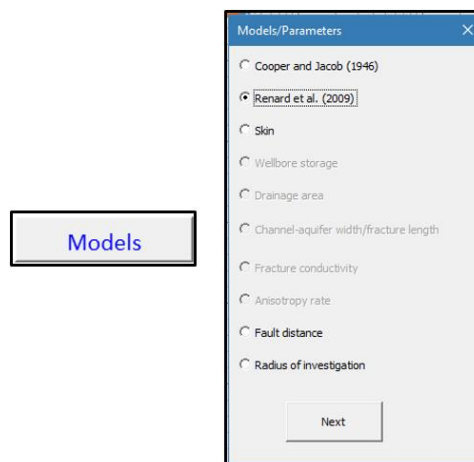 Models
Models/Parameters
Cooper and Jacob (1946)
Renard et al. (2009)
Skin
Wellbore storage
Drainage area
Channel-aquifer width/fracture length
Fracture conductivity
Anisotropy rate
Fault distance
Radius of investigation
Next